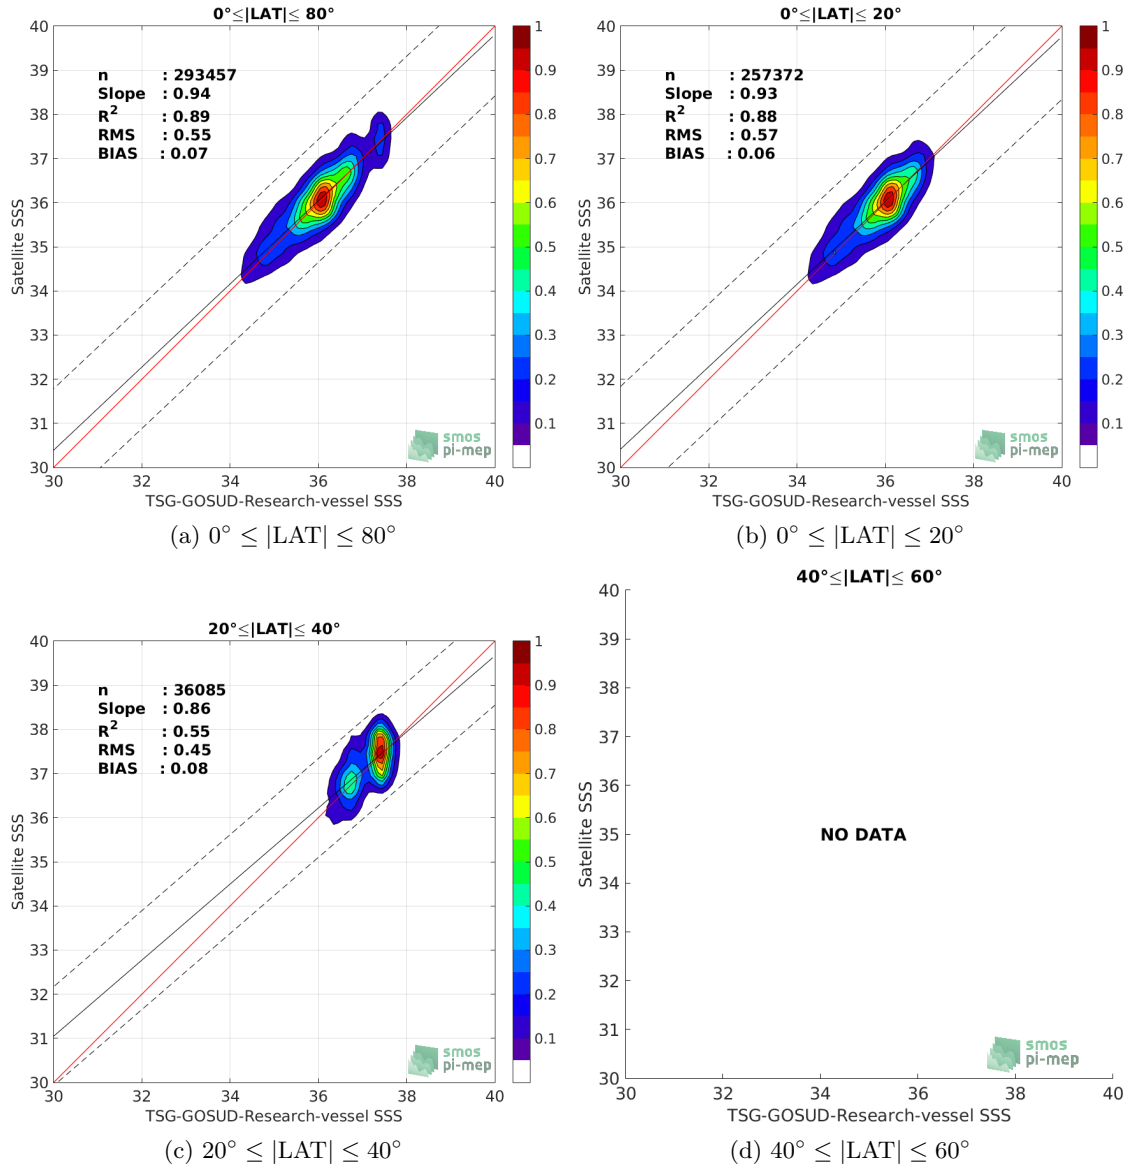 0°≤|LAT|≤ 80°
40
39
38
37
36
35
34
33
32
31
30
30
32
34
36
38
40
Satellite SSS
TSG-GOSUD-Research-vessel SSS
n : 293457
Slope : 0.94
R² : 0.89
RMS : 0.55
BIAS : 0.07
smos
pi-mep
1
0.9
0.8
0.7
0.6
0.5
0.4
0.3
0.2
0.1
(a) 0° ≤ |LAT| ≤ 80°
0°≤|LAT|≤ 20°
40
39
38
37
36
35
34
33
32
31
30
30
32
34
36
38
40
Satellite SSS
TSG-GOSUD-Research-vessel SSS
n : 257372
Slope : 0.93
R² : 0.88
RMS : 0.57
BIAS : 0.06
smos
pi-mep
1
0.9
0.8
0.7
0.6
0.5
0.4
0.3
0.2
0.1
(b) 0° ≤ |LAT| ≤ 20°
20°≤|LAT|≤ 40°
40
39
38
37
36
35
34
33
32
31
30
30
32
34
36
38
40
Satellite SSS
TSG-GOSUD-Research-vessel SSS
n : 36085
Slope : 0.86
R² : 0.55
RMS : 0.45
BIAS : 0.08
smos
pi-mep
1
0.9
0.8
0.7
0.6
0.5
0.4
0.3
0.2
0.1
(c) 20° ≤ |LAT| ≤ 40°
40°≤|LAT|≤ 60°
40
39
38
37
36
35
34
33
32
31
30
30
32
34
36
38
40
Satellite SSS
TSG-GOSUD-Research-vessel SSS
NO DATA
smos
pi-mep
(d) 40° ≤ |LAT| ≤ 60°